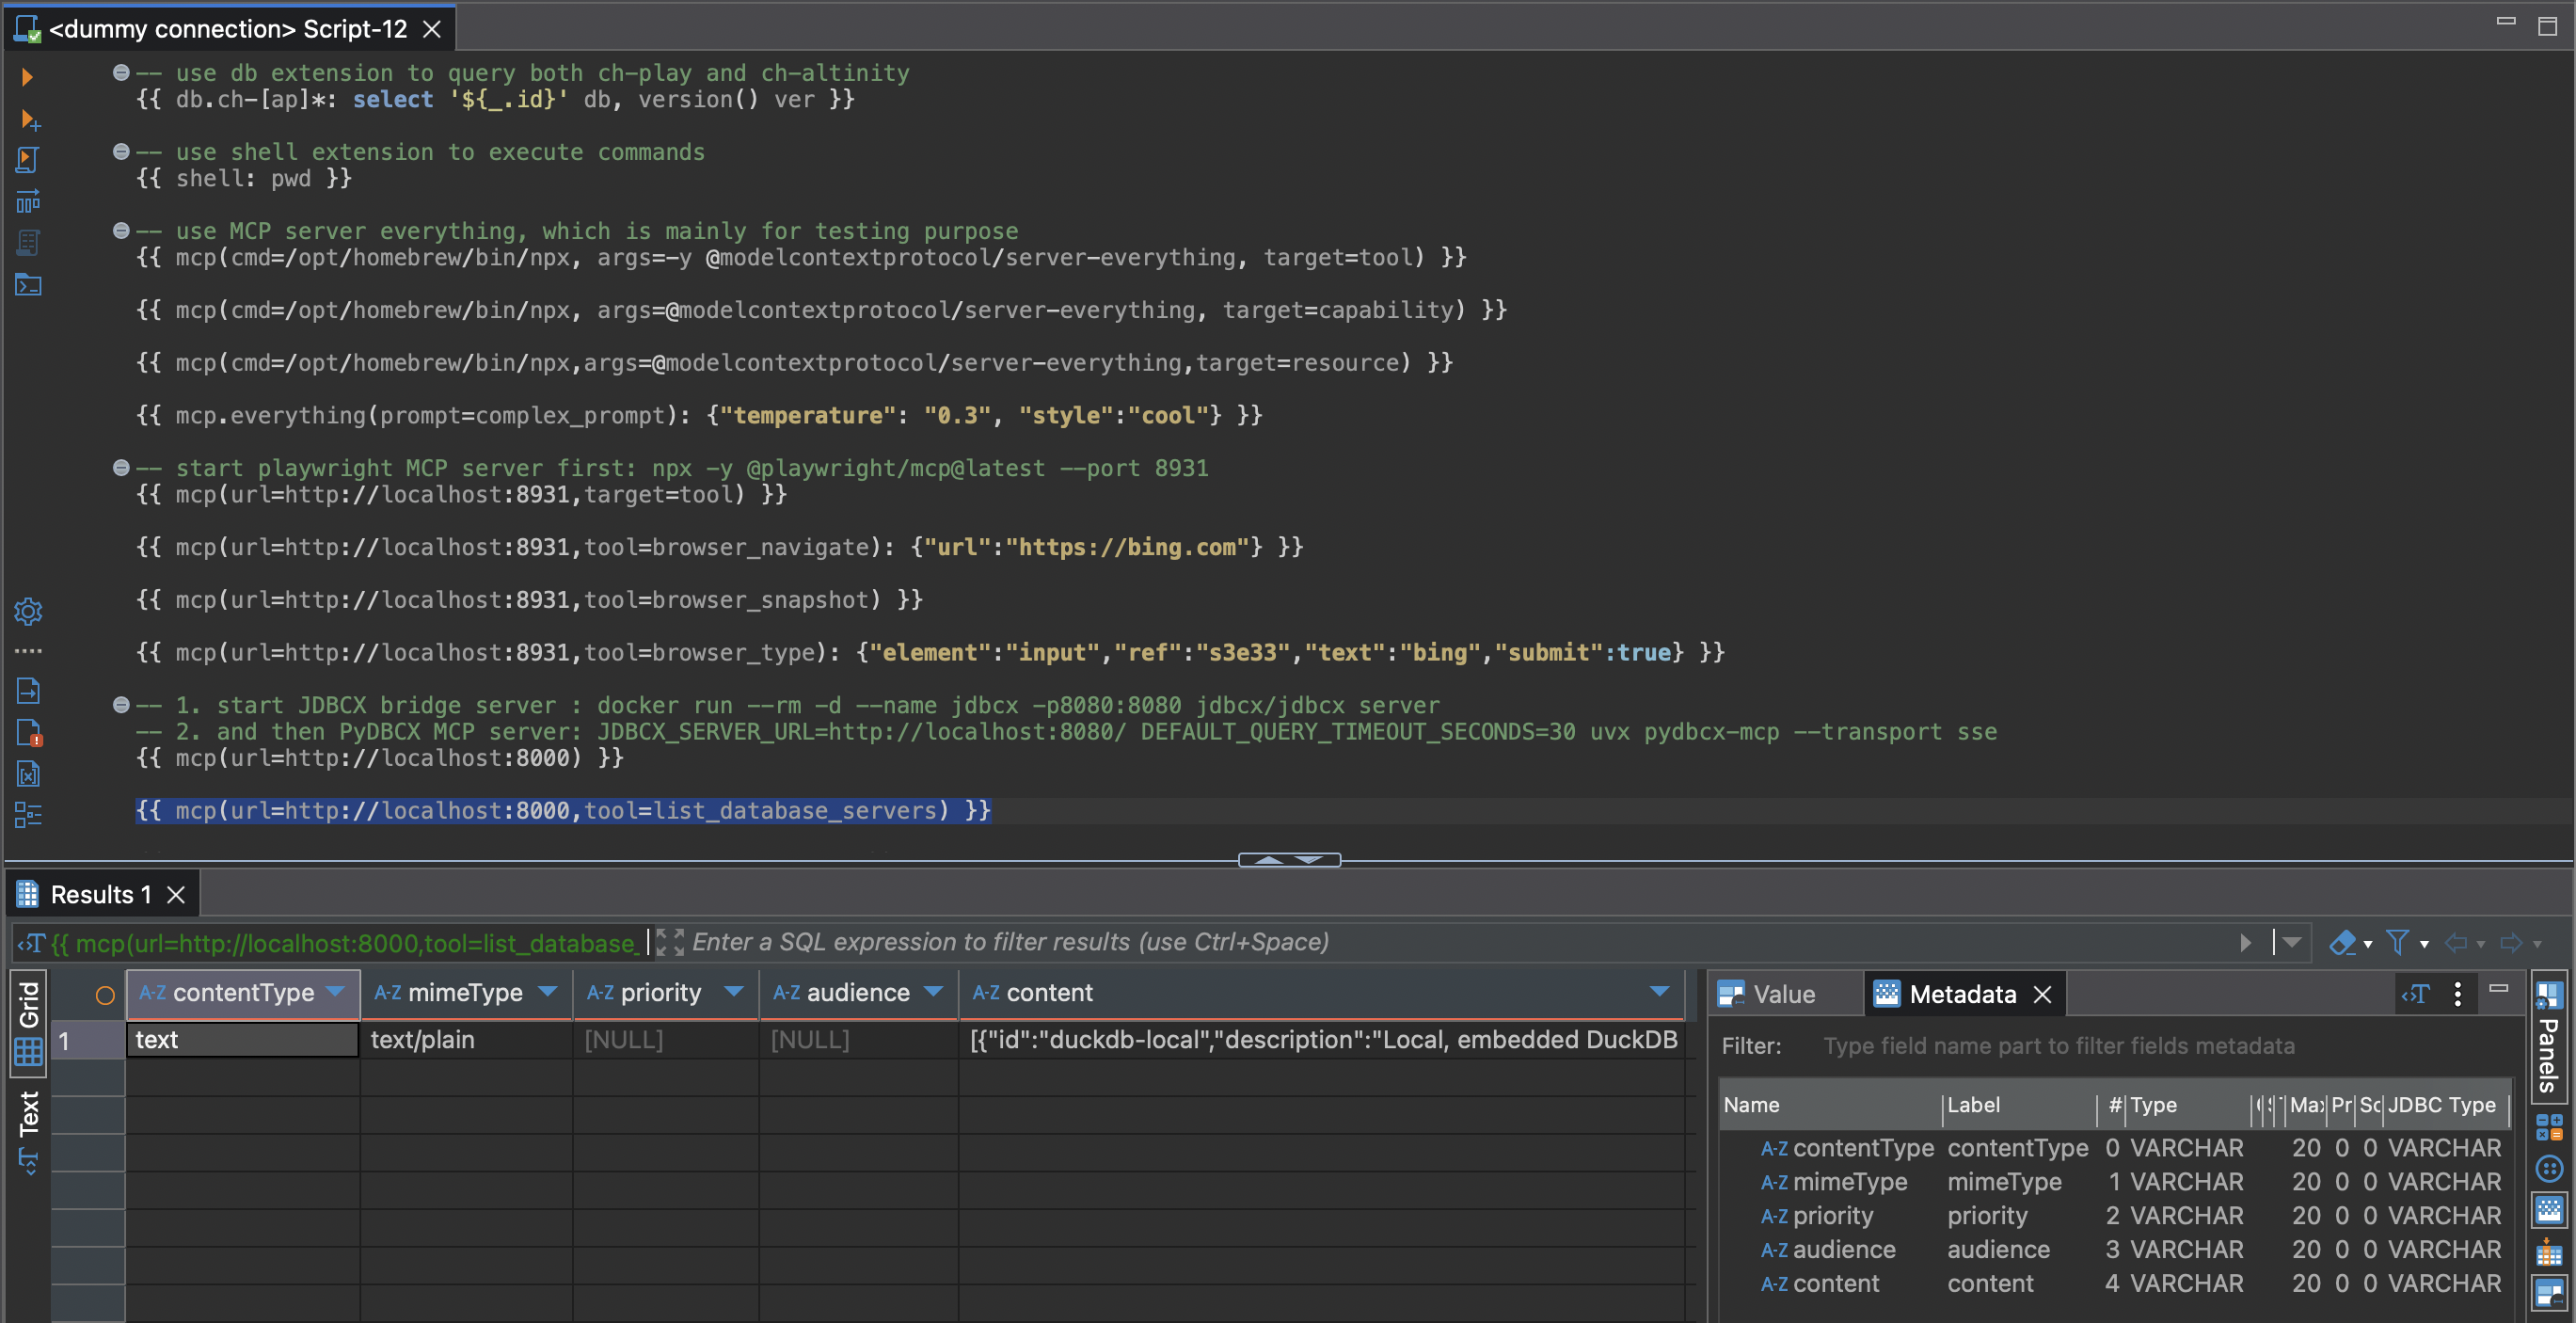 <dummy connection> Script-12
-- use db extension to query both ch-play and ch-altinity
{{ db.ch-[ap]*: select '${_.id}' db, version() ver }}
-- use shell extension to execute commands
{{ shell: pwd }}
-- use MCP server everything, which is mainly for testing purpose
{{ mcp(cmd=/opt/homebrew/bin/npx, args=-y @modelcontextprotocol/server-everything, target=tool) }}
{{ mcp(cmd=/opt/homebrew/bin/npx, args=@modelcontextprotocol/server-everything, target=capability) }}
{{ mcp(cmd=/opt/homebrew/bin/npx,args=@modelcontextprotocol/server-everything,target=resource) }}
{{ mcp.everything(prompt=complex_prompt): {"temperature": "0.3", "style":"cool"} }}
-- start playwright MCP server first: npx -y @playwright/mcp@latest --port 8931
{{ mcp(url=http://localhost:8931,target=tool) }}
{{ mcp(url=http://localhost:8931,tool=browser_navigate): {"url":"https://bing.com"} }}
{{ mcp(url=http://localhost:8931,tool=browser_snapshot) }}
{{ mcp(url=http://localhost:8931,tool=browser_type): {"element":"input","ref":"s3e33","text":"bing","submit":true} }}
-- 1. start JDBCX bridge server : docker run --rm -d --name jdbcx -p8080:8080 jdbcx/jdbcx server
-- 2. and then PyDBCX MCP server: JDBCX_SERVER_URL=http://localhost:8080/ DEFAULT_QUERY_TIMEOUT_SECONDS=30 uvx pydbcx-mcp --transport sse
{{ mcp(url=http://localhost:8000) }}
{{ mcp(url=http://localhost:8000,tool=list_database_servers) }}
Results 1
{{ mcp(url=http://localhost:8000,tool=list_database_ Enter a SQL expression to filter results (use Ctrl+Space)
Grid
Text
A-Z contentType A-Z mimeType A-Z priority A-Z audience A-Z content
1 text text/plain [NULL] [NULL] [{"id":"duckdb-local","description":"Local, embedded DuckDB
Value Metadata
Panels
Filter: Type field name part to filter fields metadata
Name Label # Type Max Pr Sc JDBC Type
A-Z contentType contentType 0 VARCHAR 20 0 0 VARCHAR
A-Z mimeType mimeType 1 VARCHAR 20 0 0 VARCHAR
A-Z priority priority 2 VARCHAR 20 0 0 VARCHAR
A-Z audience audience 3 VARCHAR 20 0 0 VARCHAR
A-Z content content 4 VARCHAR 20 0 0 VARCHAR